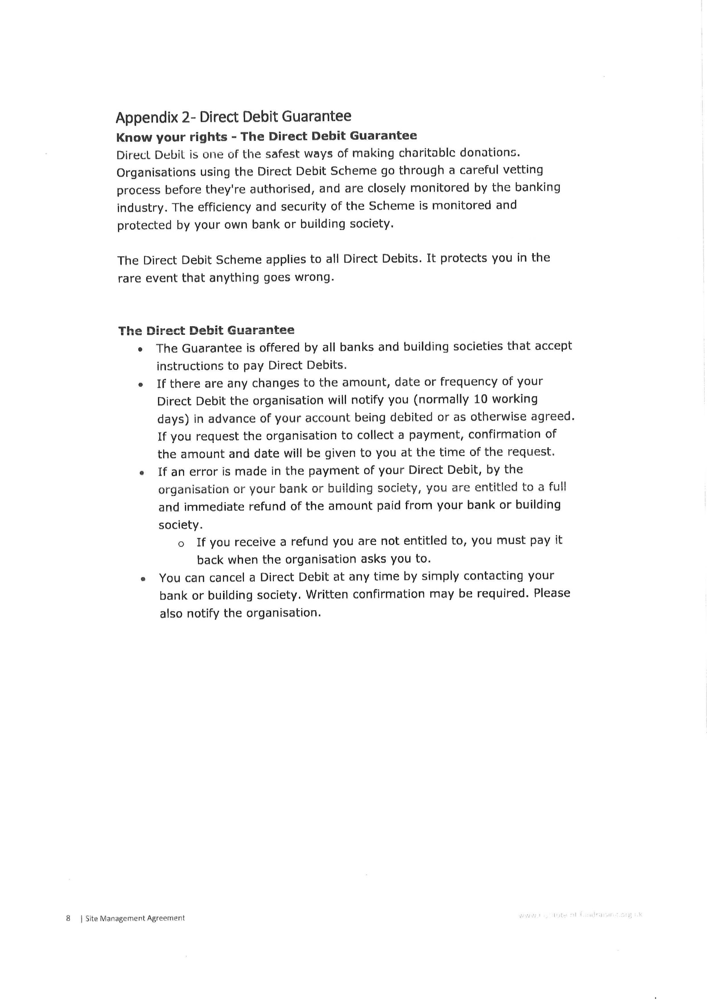 Appendix 2- Direct Debit Guarantee
Know your rights - The Direct Debit Guarantee
Direct Debit is one of the safest ways of making charitable donations.
Organisations using the Direct Debit Scheme go through a careful vetting
process before they're authorised, and are closely monitored by the banking
industry. The efficiency and security of the Scheme is monitored and
protected by your own bank or building society.
The Direct Debit Scheme applies to all Direct Debits. It protects you in the
rare event that anything goes wrong.
The Direct Debit Guarantee
• The Guarantee is offered by all banks and building societies that accept
instructions to pay Direct Debits.
• If there are any changes to the amount, date or frequency of your
Direct Debit the organisation will notify you (normally 10 working
days) in advance of your account being debited or as otherwise agreed.
If you request the organisation to collect a payment, confirmation of
the amount and date will be given to you at the time of the request.
• If an error is made in the payment of your Direct Debit, by the
organisation or your bank or building society, you are entitled to a full
and immediate refund of the amount paid from your bank or building
society.
o If you receive a refund you are not entitled to, you must pay it
back when the organisation asks you to.
• You can cancel a Direct Debit at any time by simply contacting your
bank or building society. Written confirmation may be required. Please
also notify the organisation.
8 | Site Management Agreement